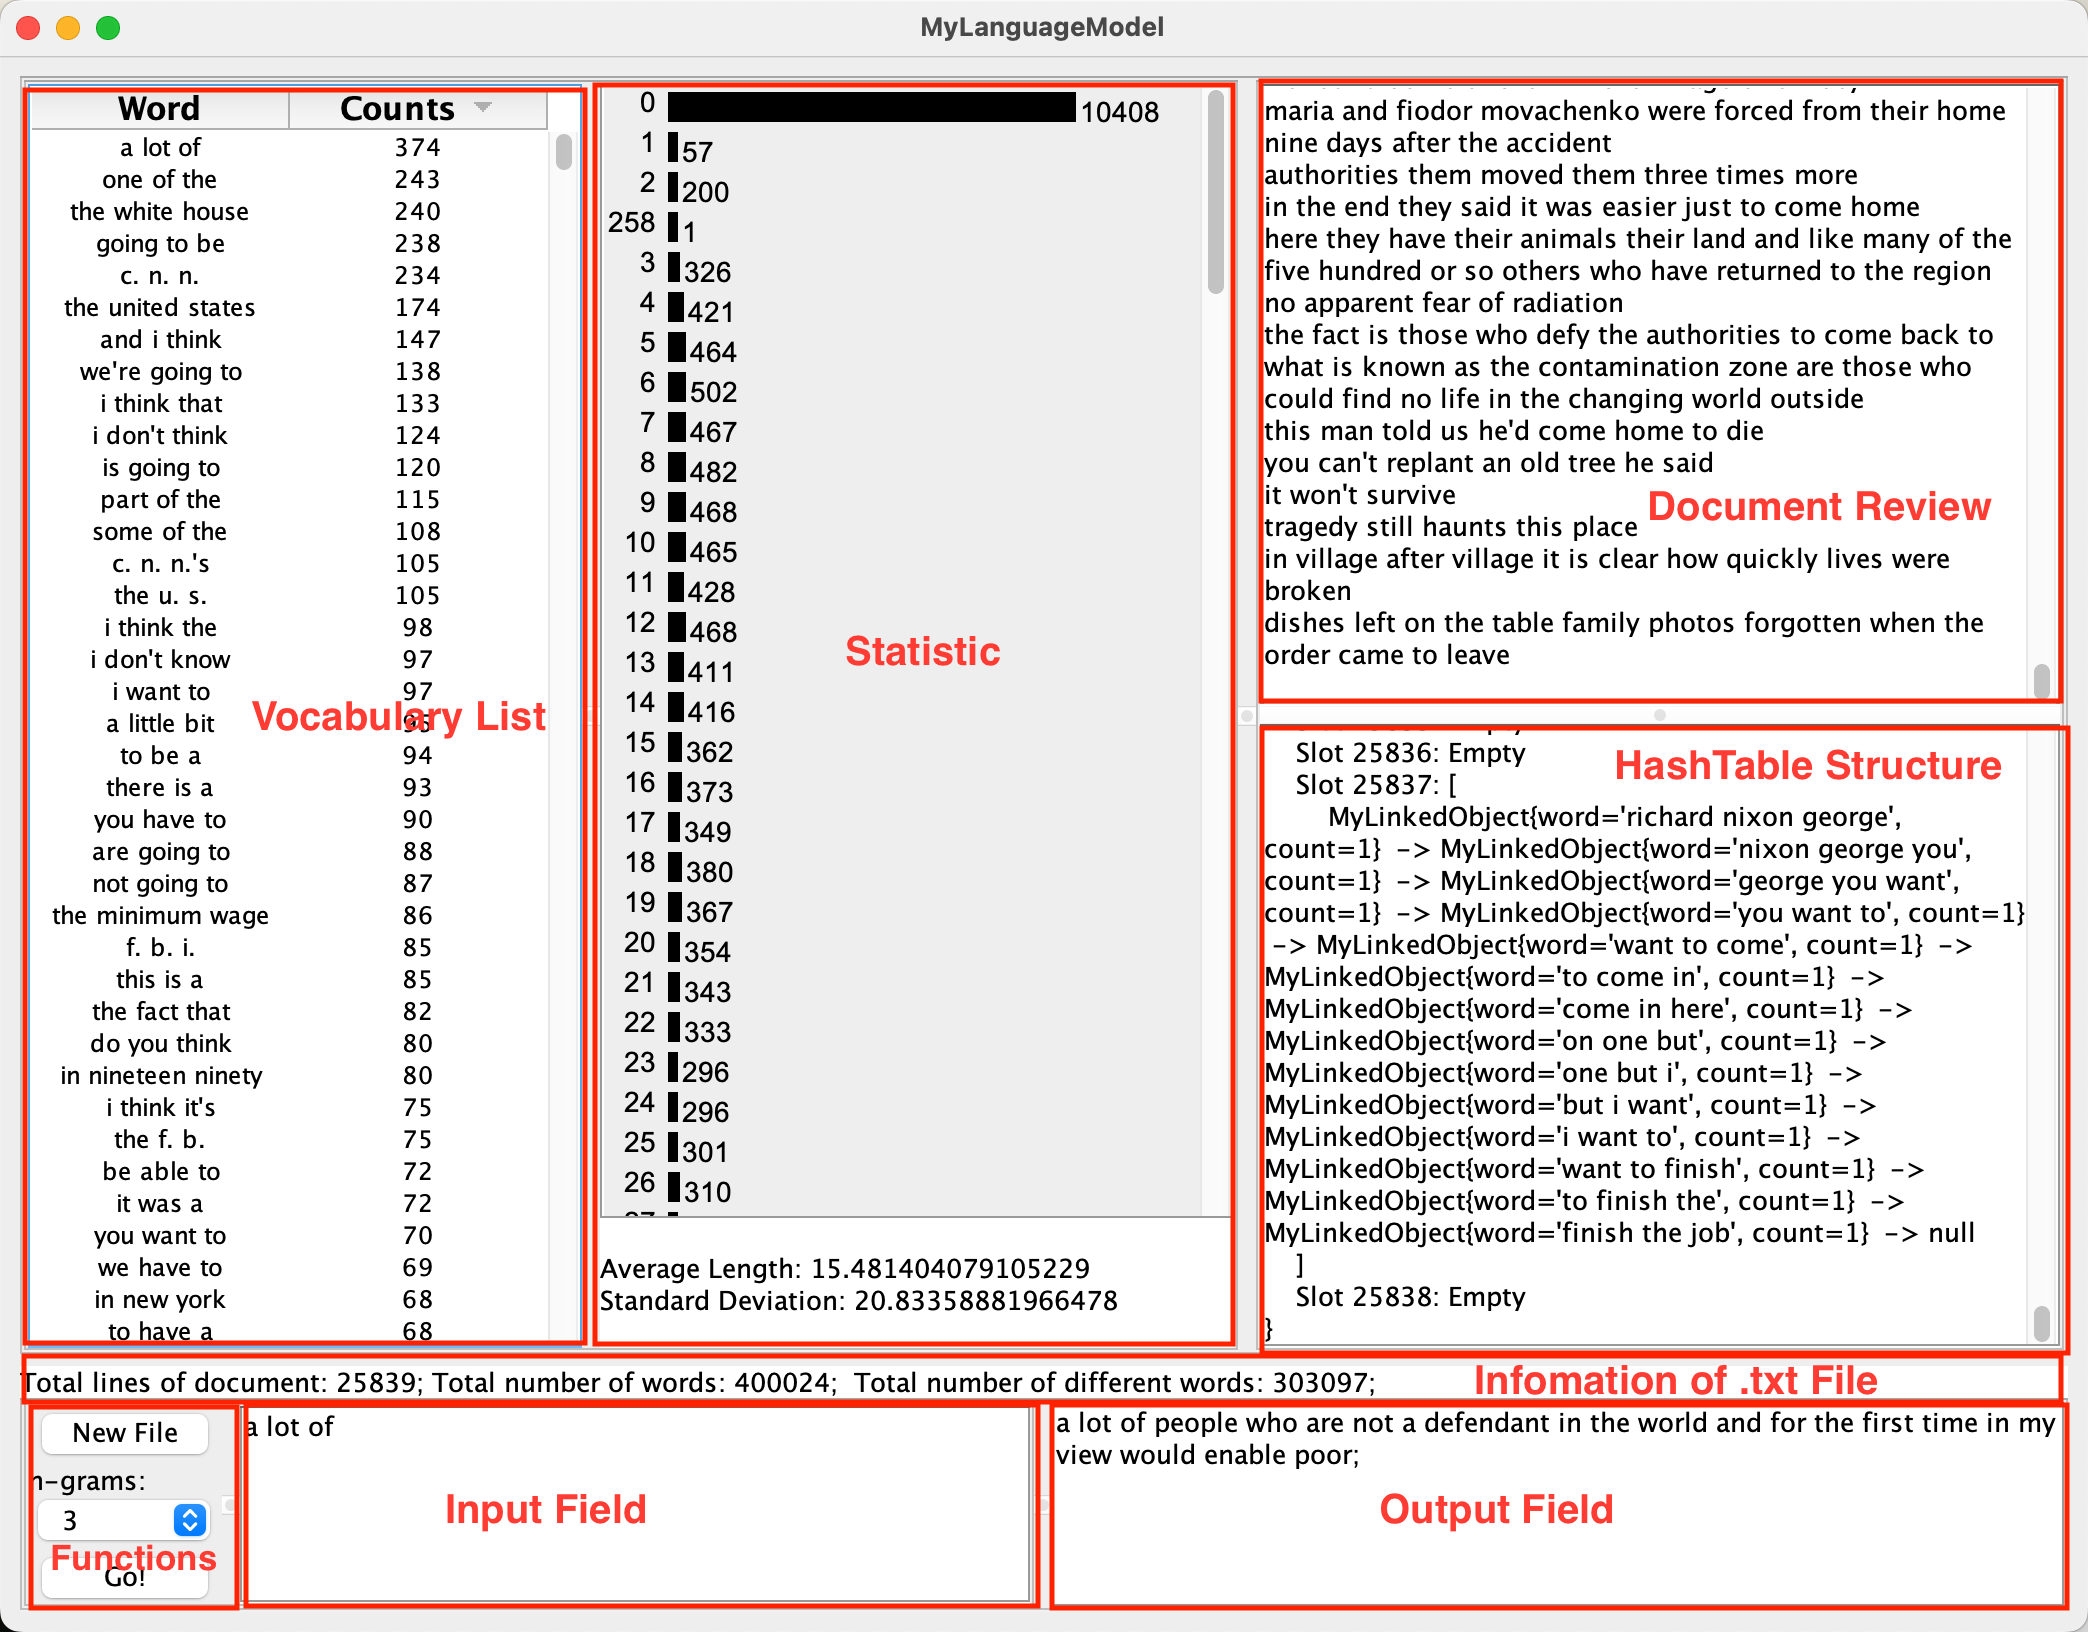 MyLanguageModel
Word Counts
a lot of 374
one of the 243
the white house 240
going to be 238
c. n. n. 234
the united states 174
and i think 147
we're going to 138
i think that 133
i don't think 124
is going to 120
part of the 115
some of the 108
c. n. n.'s 105
the u. s. 105
i think the 98
i don't know 97
i want to 97
a little bit
to be a 94
there is a 93
you have to 90
are going to 88
not going to 87
the minimum wage 86
f. b. i. 85
this is a 85
the fact that 82
do you think 80
in nineteen ninety 80
i think it's 75
the f. b. 75
be able to 72
it was a 72
you want to 70
we have to 69
in new york 68
to have a 68
Vocabulary List
0 10408
1 57
2 200
258 1
3 326
4 421
5 464
6 502
7 467
8 482
9 468
10 465
11 428
12 468
13 411
14 416
15 362
16 373
17 349
18 380
19 367
20 354
21 343
22 333
23 296
24 296
25 301
26 310
Statistic
Average Length: 15.481404079105229
Standard Deviation: 20.83358881966478
maria and fiodor movachenko were forced from their home
nine days after the accident
authorities them moved them three times more
in the end they said it was easier just to come home
here they have their animals their land and like many of the
five hundred or so others who have returned to the region
no apparent fear of radiation
the fact is those who defy the authorities to come back to
what is known as the contamination zone are those who
could find no life in the changing world outside
this man told us he'd come home to die
you can't replant an old tree he said
it won't survive
tragedy still haunts this place
in village after village it is clear how quickly lives were
broken
dishes left on the table family photos forgotten when the
order came to leave
Document Review
HashTable Structure
Slot 25836: Empty
Slot 25837: [
MyLinkedObject{word='richard nixon george',
count=1} -> MyLinkedObject{word='nixon george you',
count=1} -> MyLinkedObject{word='george you want',
count=1} -> MyLinkedObject{word='you want to', count=1}
-> MyLinkedObject{word='want to come', count=1} ->
MyLinkedObject{word='to come in', count=1} ->
MyLinkedObject{word='come in here', count=1} ->
MyLinkedObject{word='on one but', count=1} ->
MyLinkedObject{word='one but i', count=1} ->
MyLinkedObject{word='but i want', count=1} ->
MyLinkedObject{word='i want to', count=1} ->
MyLinkedObject{word='want to finish', count=1} ->
MyLinkedObject{word='to finish the', count=1} ->
MyLinkedObject{word='finish the job', count=1} -> null
]
Slot 25838: Empty
}
Total lines of document: 25839; Total number of words: 400024; Total number of different words: 303097;
Infomation of .txt File
New File
n-grams:
3
Functions
Go!
a lot of
Input Field
a lot of people who are not a defendant in the world and for the first time in my
view would enable poor;
Output Field